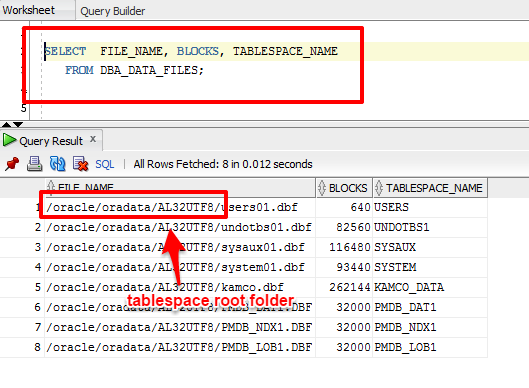 Worksheet Query Builder
SELECT FILE_NAME, BLOCKS, TABLESPACE_NAME
FROM DBA_DATA_FILES;
5
Query Result x
SQL | All Rows Fetched: 8 in 0.012 seconds
FILE_NAME BLOCKS TABLESPACE_NAME
1 /oracle/oradata/AL32UTF8/users01.dbf 640 USERS
2 /oracle/oradata/AL32UTF8/undotbs01.dbf 82560 UNDOTBS1
3 /oracle/oradata/AL32UTF8/sysaux01.dbf 116480 SYSAUX
4 /oracle/oradata/AL32UTF8/system01.dbf 93440 SYSTEM
5 /oracle/oradata/AL32UTF8/kamco.dbf 262144 KAMCO_DATA
tablespace root folder
6 /oracle/oradata/AL32UTF8/PMDB_DAT1.DBF 32000 PMDB_DAT1
7 /oracle/oradata/AL32UTF8/PMDB_NDX1.DBF 32000 PMDB_NDX1
8 /oracle/oradata/AL32UTF8/PMDB_LOB1.DBF 32000 PMDB_LOB1